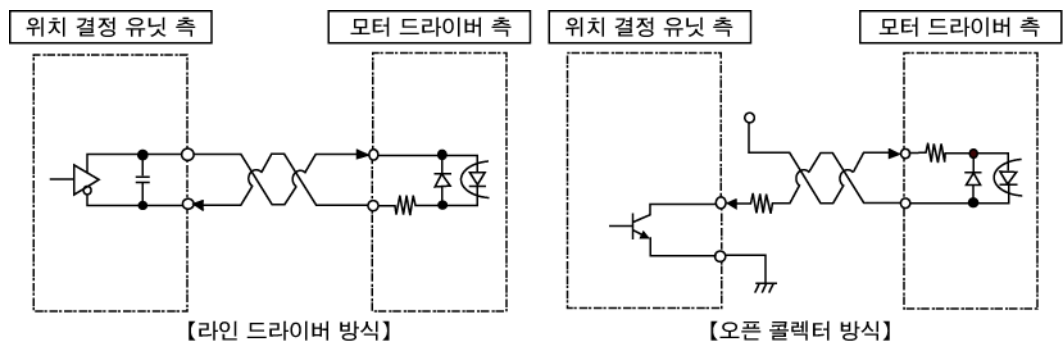 위치 결정 유닛 측
모터 드라이버 측
위치 결정 유닛 측
모터 드라이버 측
【라인 드라이버 방식】
【오픈 콜렉터 방식】